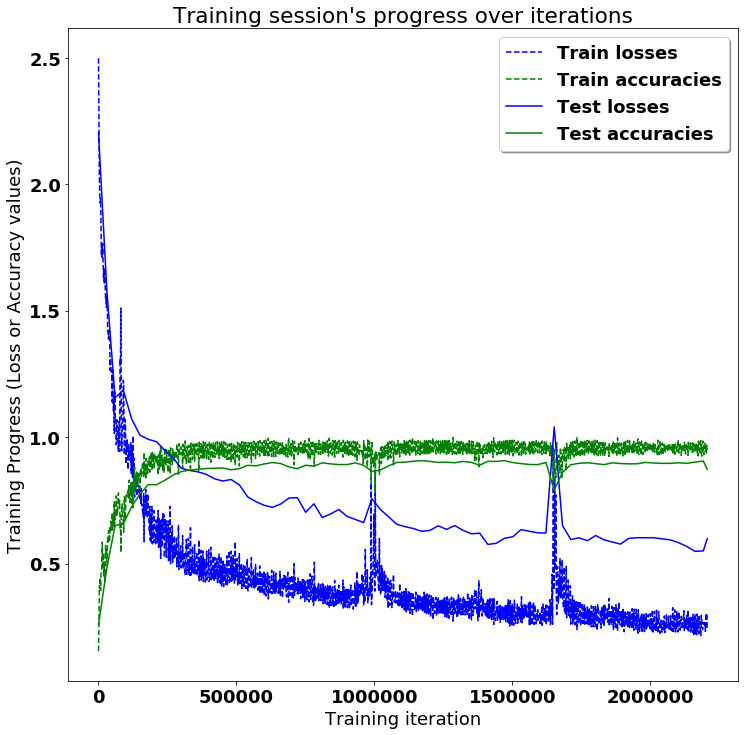 Training session's progress over iterations
Train losses
Train accuracies
Test losses
Test accuracies
Training Progress (Loss or Accuracy values)
2.5
2.0
1.5
1.0
0.5
0
500000
1000000
1500000
2000000
Training iteration